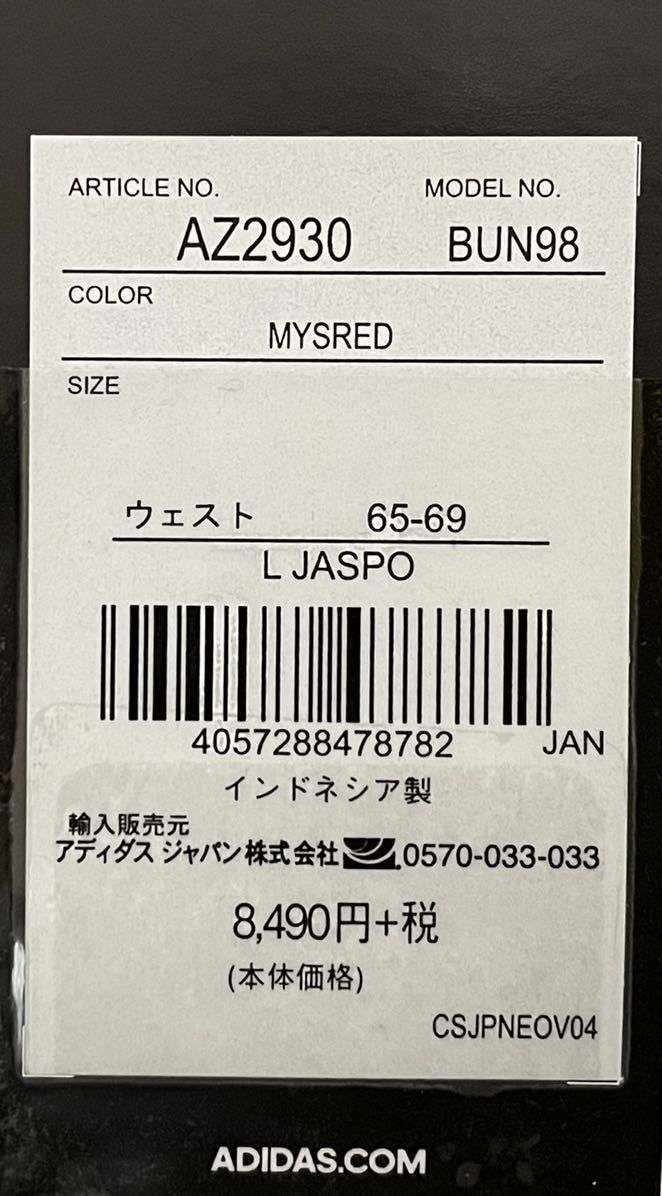 ARTICLE NO. MODEL NO.
AZ2930 BUN98
COLOR
MYSRED
SIZE
ウェスト 65-69
L JASPO
4057288478782 JAN
インドネシア製
輸入販売元
アディダス ジャパン株式会社 0570-033-033
8,490円+税
(本体価格)
CSJPNEOV04
ADIDAS.COM